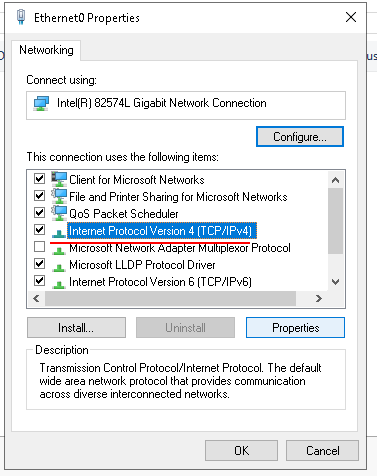 Ethernet0 Properties
Networking
Connect using:
Intel(R) 82574L Gigabit Network Connection
Configure...
This connection uses the following items:
Client for Microsoft Networks
File and Printer Sharing for Microsoft Networks
QoS Packet Scheduler
Internet Protocol Version 4 (TCP/IPv4)
Microsoft Network Adapter Multiplexor Protocol
Microsoft LLDP Protocol Driver
Internet Protocol Version 6 (TCP/IPv6)
Install...
Uninstall
Properties
Description
Transmission Control Protocol/Internet Protocol. The default
wide area network protocol that provides communication
across diverse interconnected networks.
OK
Cancel